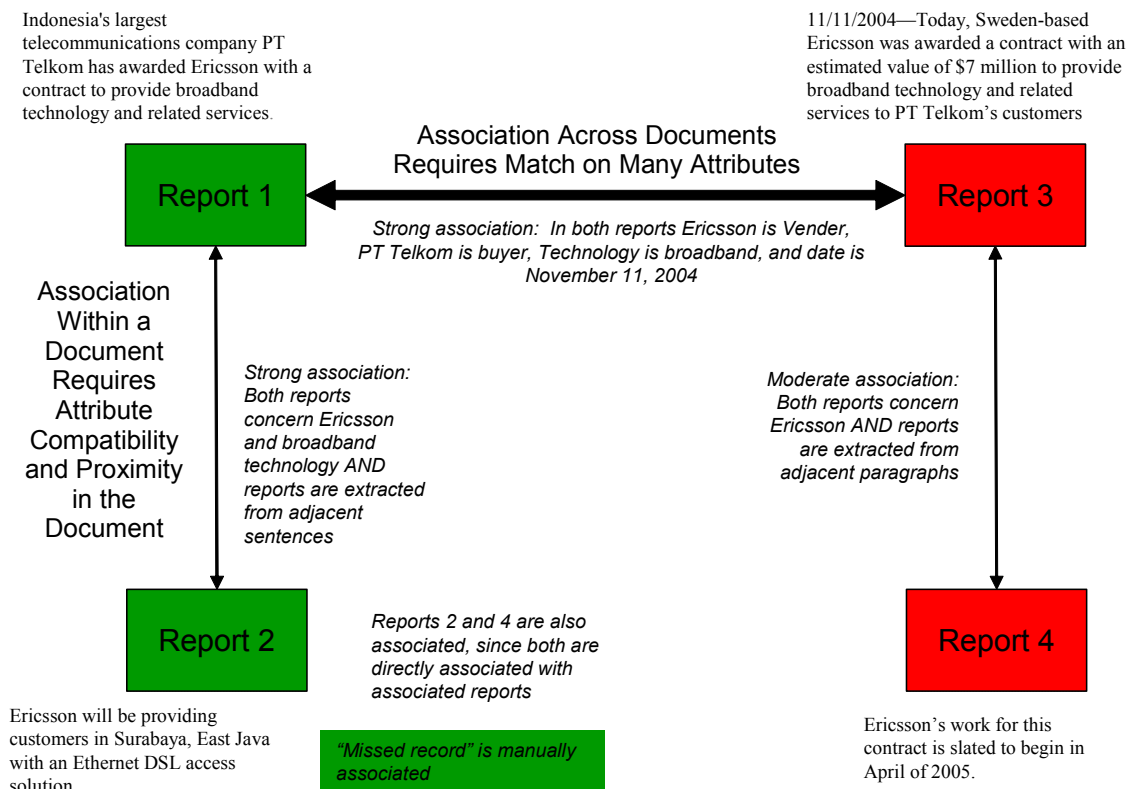 Indonesia's largest
telecommunications company PT
Telkom has awarded Ericsson with a
contract to provide broadband
technology and related services.
11/11/2004—Today, Sweden-based
Ericsson was awarded a contract with an
estimated value of $7 million to provide
broadband technology and related
services to PT Telkom’s customers
Association Across Documents
Requires Match on Many Attributes
Report 1
Report 3
Strong association: In both reports Ericsson is Vender,
PT Telkom is buyer, Technology is broadband, and date is
November 11, 2004
Association
Within a
Document
Requires
Attribute
Compatibility
and Proximity
in the
Document
Strong association:
Both reports
concern Ericsson
and broadband
technology AND
reports are extracted
from adjacent
sentences
Moderate association:
Both reports concern
Ericsson AND reports
are extracted from
adjacent paragraphs
Report 2
Reports 2 and 4 are also
associated, since both are
directly associated with
associated reports
Report 4
Ericsson will be providing
customers in Surabaya, East Java
with an Ethernet DSL access
solution
“Missed record” is manually
associated
Ericsson’s work for this
contract is slated to begin in
April of 2005.